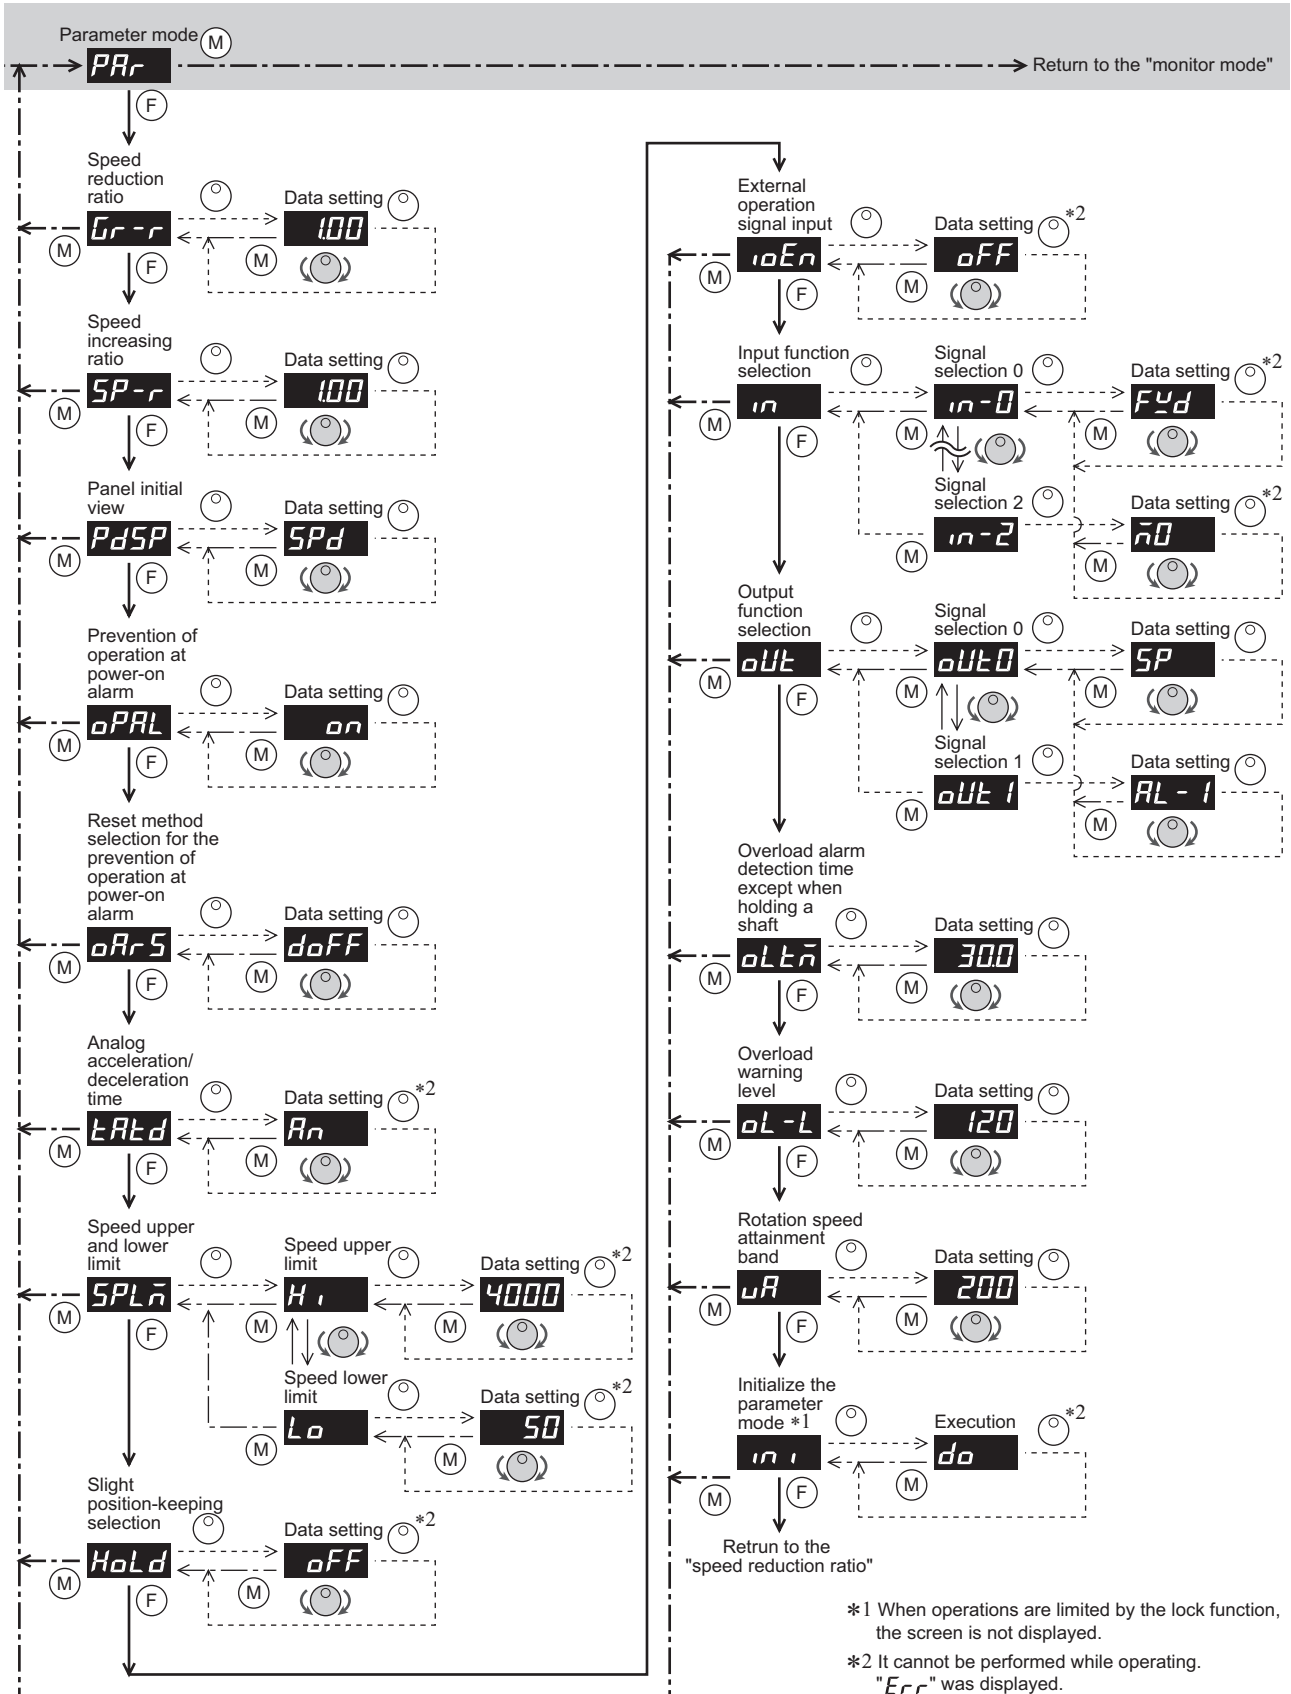 Parameter mode
M
PAr
Return to the "monitor mode"
F
Speed
reduction
ratio
Data setting
Gr-r
1.00
M
M
F
Speed
increasing
ratio
Data setting
SP-r
1.00
M
M
F
Panel initial
view
Data setting
PdSP
SPd
M
M
F
Prevention of
operation at
power-on
alarm
Data setting
oPAL
on
M
M
F
Reset method
selection for the
prevention of
operation at
power-on
alarm
Data setting
oArS
doFF
M
M
F
Analog
acceleration/
deceleration
time
Data setting
*2
tAtd
An
M
M
F
Speed upper
and lower
limit
Speed upper
limit
Data setting
*2
SPLM
Hi
4000
M
M
M
F
Speed lower
limit
Data setting
*2
Lo
50
M
M
Slight
position-keeping
selection
Data setting
*2
HoLd
oFF
M
M
F
External
operation
signal input
Data setting
*2
ioEn
oFF
M
M
F
Input function
selection
Signal
selection 0
Data setting
*2
in
in-0
Fwd
M
M
M
F
Signal
selection 2
Data setting
*2
in-2
M0
M
M
Output
function
selection
Signal
selection 0
Data setting
oUt
oUt0
SP
M
M
M
F
Signal
selection 1
Data setting
oUt1
AL-1
M
M
Overload alarm
detection time
except when
holding a
shaft
Data setting
oLtM
30.0
M
M
F
Overload
warning
level
Data setting
oL-L
120
M
M
F
Rotation speed
attainment
band
Data setting
vA
200
M
M
F
Initialize the
parameter
mode *1
Execution
*2
ini
do
M
M
F
Retrun to the
"speed reduction ratio"
*1 When operations are limited by the lock function,
the screen is not displayed.
*2 It cannot be performed while operating.
"Err" was displayed.